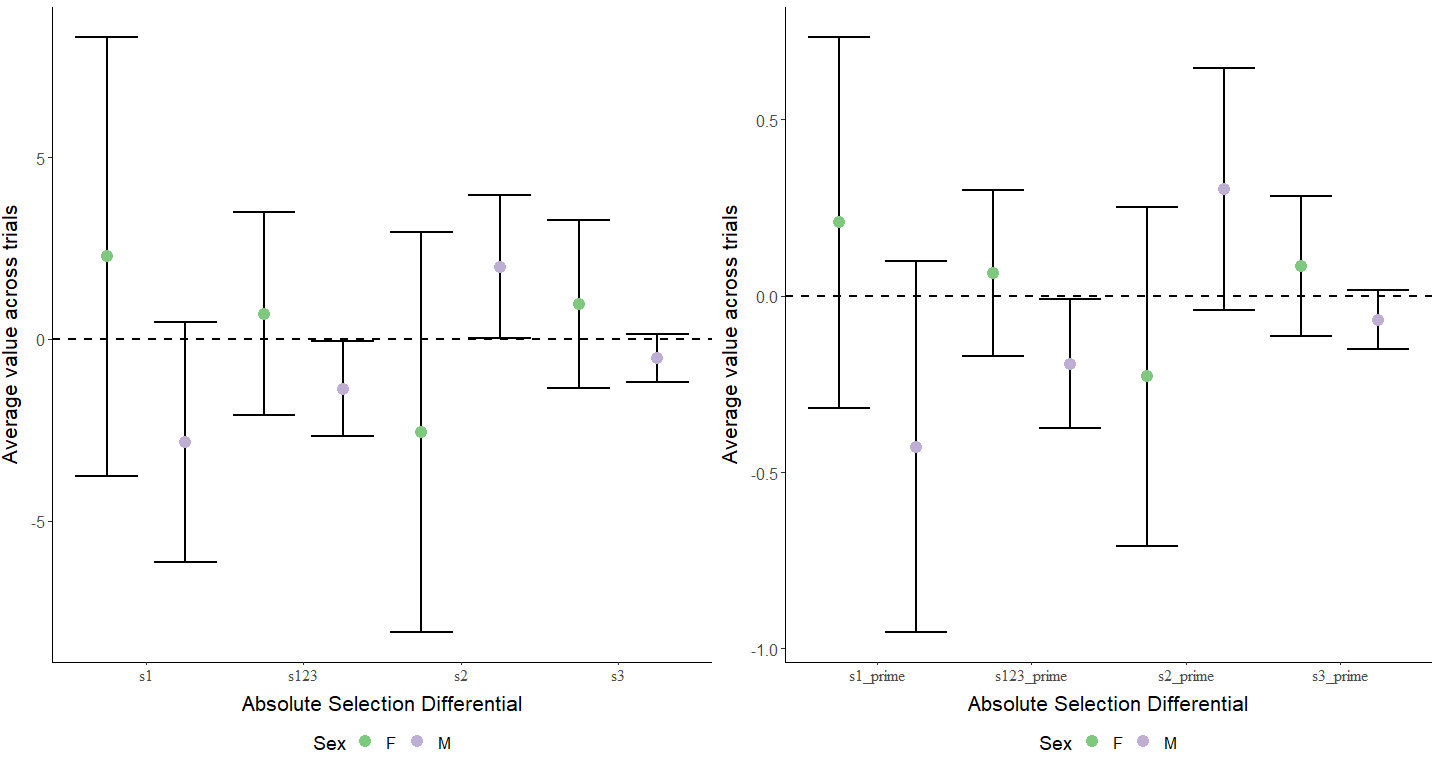 Average value across trials
5
0
-5
s1 s123 s2 s3
Absolute Selection Differential
Sex F M
Average value across trials
0.5
0.0
-0.5
-1.0
s1_prime s123_prime s2_prime s3_prime
Absolute Selection Differential
Sex F M